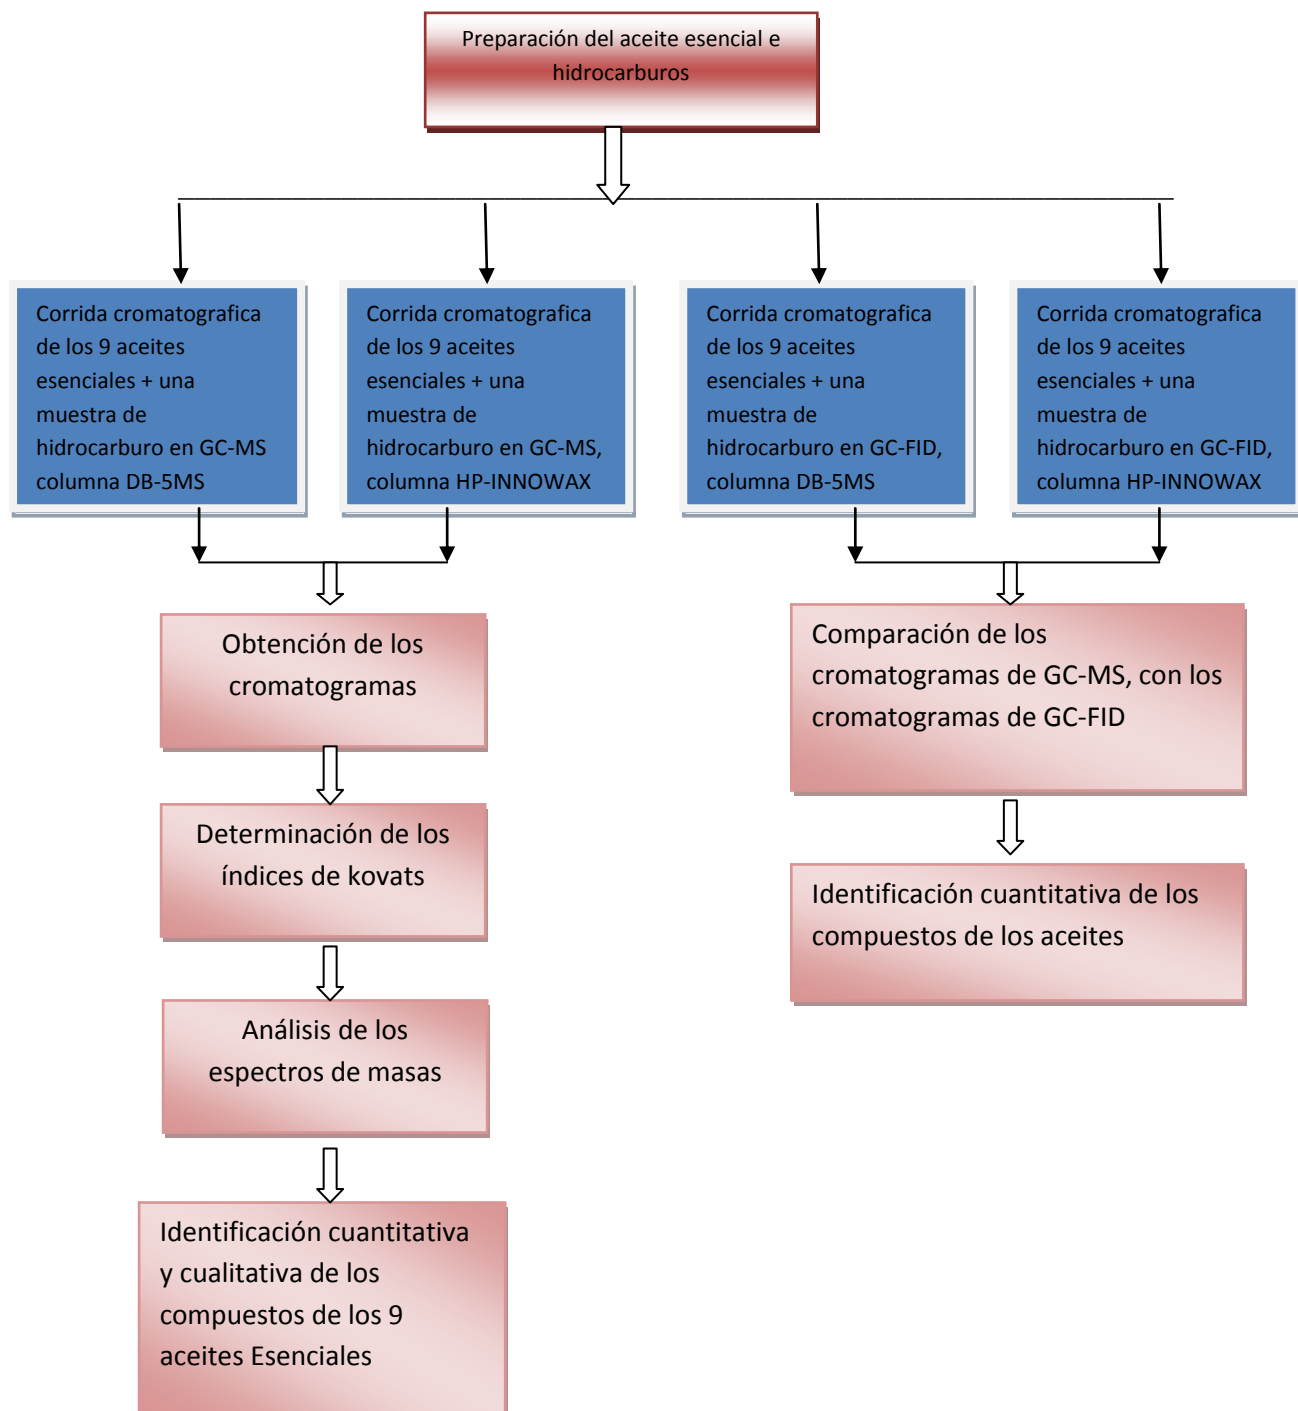 Preparación del aceite esencial e
hidrocarburos
Corrida cromatografica
de los 9 aceites
esenciales + una
muestra de
hidrocarburo en GC-MS
columna DB-5MS
Corrida cromatografica
de los 9 aceites
esenciales + una
muestra de
hidrocarburo en GC-MS,
columna HP-INNOWAX
Corrida cromatografica
de los 9 aceites
esenciales + una
muestra de
hidrocarburo en GC-FID,
columna DB-5MS
Corrida cromatografica
de los 9 aceites
esenciales + una
muestra de
hidrocarburo en GC-FID,
columna HP-INNOWAX
Obtención de los
cromatogramas
Determinación de los
índices de kovats
Análisis de los
espectros de masas
Identificación cuantitativa
y cualitativa de los
compuestos de los 9
aceites Esenciales
Comparación de los
cromatogramas de GC-MS, con los
cromatogramas de GC-FID
Identificación cuantitativa de los
compuestos de los aceites